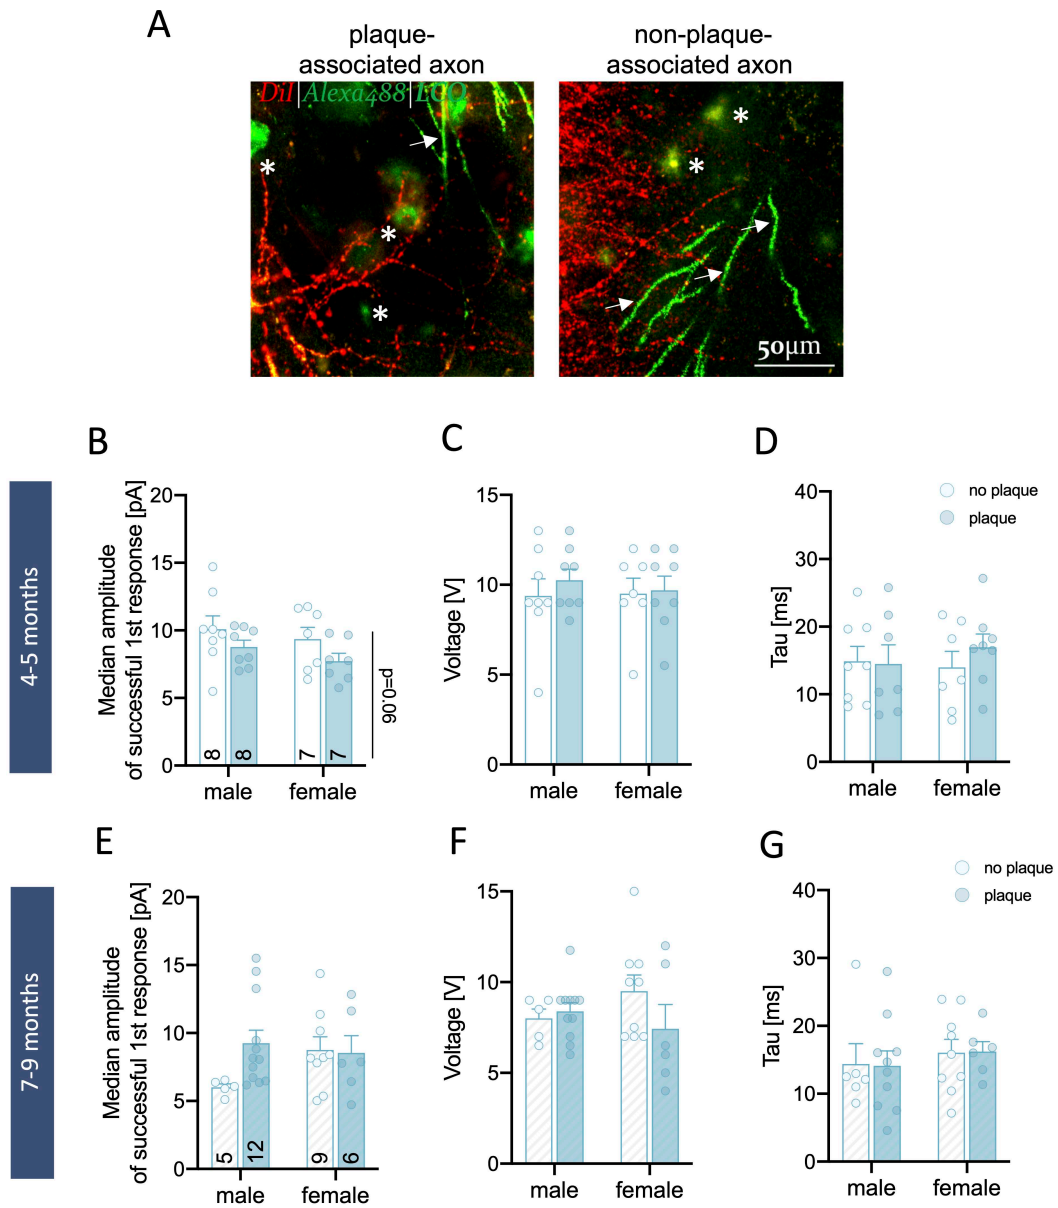 A
plaque-
associated axon
non-plaque-
associated axon
DiI|Alexa488|LCO
*
*
*
*
*
50µm
4-5 months
B
Median amplitude
of successful 1st response [pA]
20
15
10
5
0
8
8
7
7
p=0.06
male
female
C
Voltage [V]
15
10
5
0
male
female
D
Tau [ms]
40
30
20
10
0
male
female
no plaque
plaque
7-9 months
E
Median amplitude
of successful 1st response [pA]
20
15
10
5
0
5
12
9
6
male
female
F
Voltage [V]
15
10
5
0
male
female
G
Tau [ms]
40
30
20
10
0
male
female
no plaque
plaque